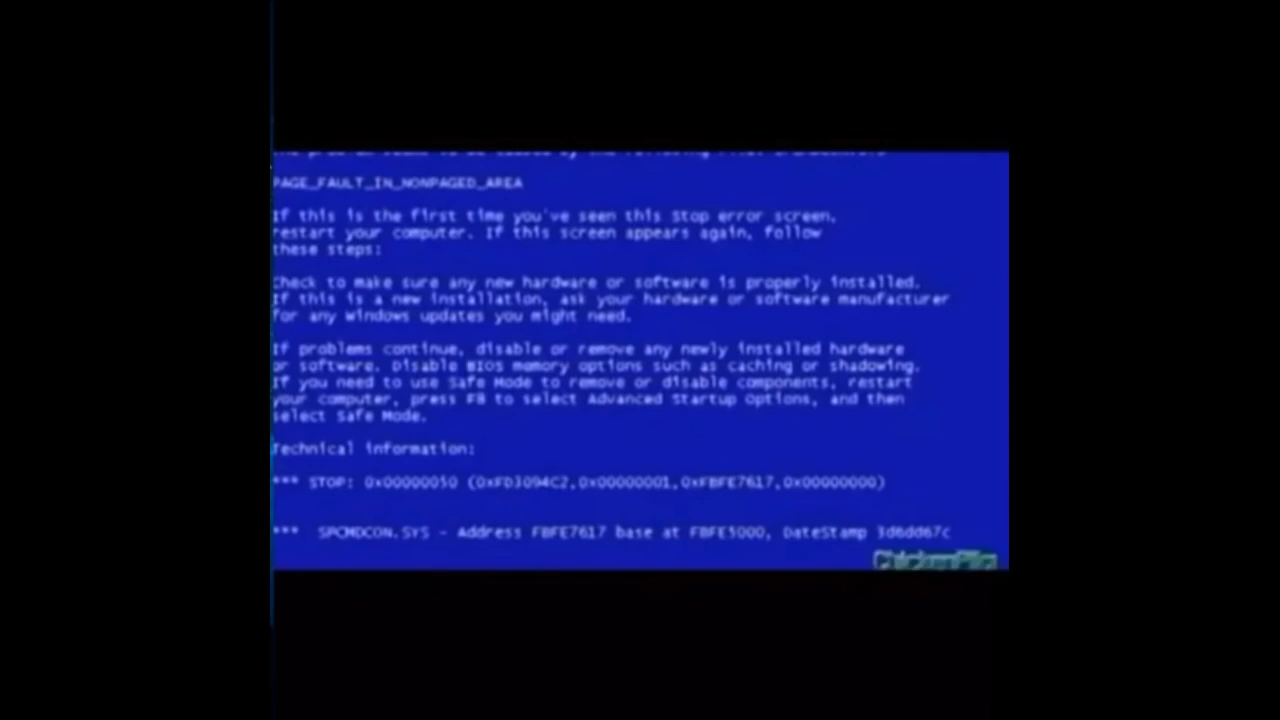 PAGE_FAULT_IN_NONPAGED_AREA
If this is the first time you've seen this Stop error screen,
restart your computer. If this screen appears again, follow
these steps:
Check to make sure any new hardware or software is properly installed.
If this is a new installation, ask your hardware or software manufacturer
for any Windows updates you might need.
If problems continue, disable or remove any newly installed hardware
or software. Disable BIOS memory options such as caching or shadowing.
If you need to use Safe Mode to remove or disable components, restart
your computer, press F8 to select Advanced Startup Options, and then
select Safe Mode.
Technical information:
*** STOP: 0x00000050 (0xFD3094C2,0x00000001,0xFBFE7617,0x00000000)
*** SPCMDCON.SYS - Address FBFE7617 base at FBFE5000, DateStamp 3d6dd67c